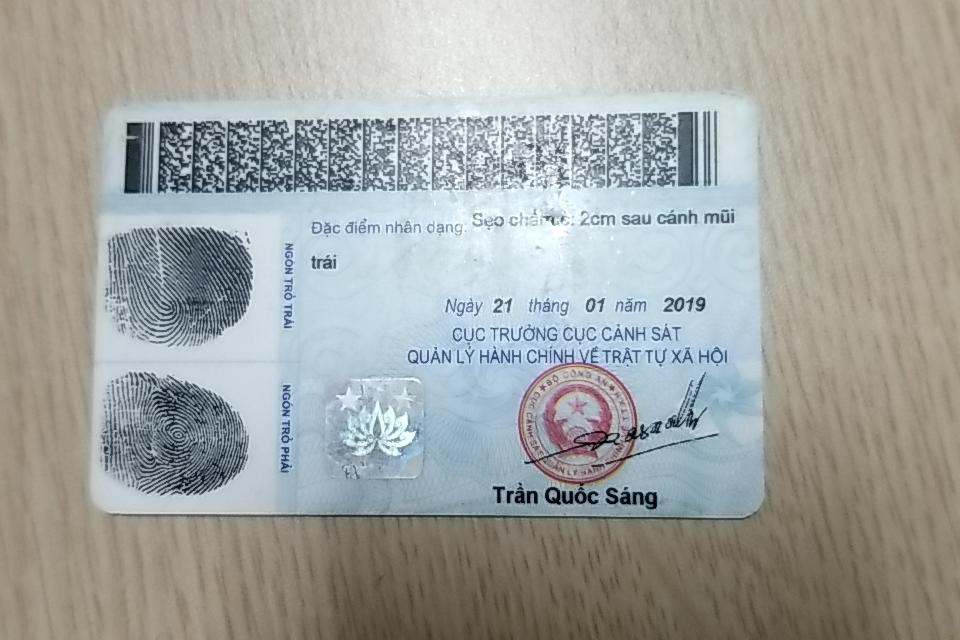 Đặc điểm nhân dạng: Sẹo chấm c: 2cm sau cánh mũi
trái
NGÓN TRỎ TRÁI
Ngày 21 tháng 01 năm 2019
CỤC TRƯỞNG CỤC CẢNH SÁT
QUẢN LÝ HÀNH CHÍNH VỀ TRẬT TỰ XÃ HỘI
NGÓN TRỎ PHẢI
BỘ CÔNG AN
Trần Quốc Sáng